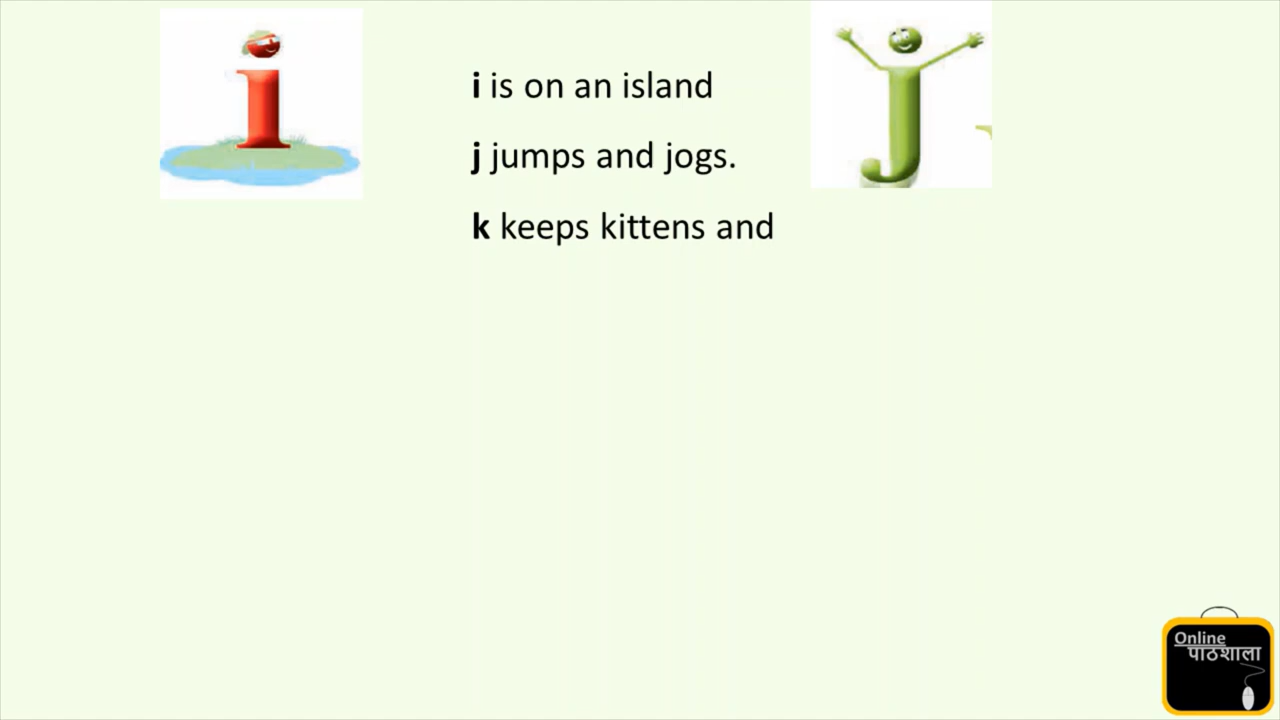 i is on an island
j jumps and jogs.
k keeps kittens and
Online
पाठशाला